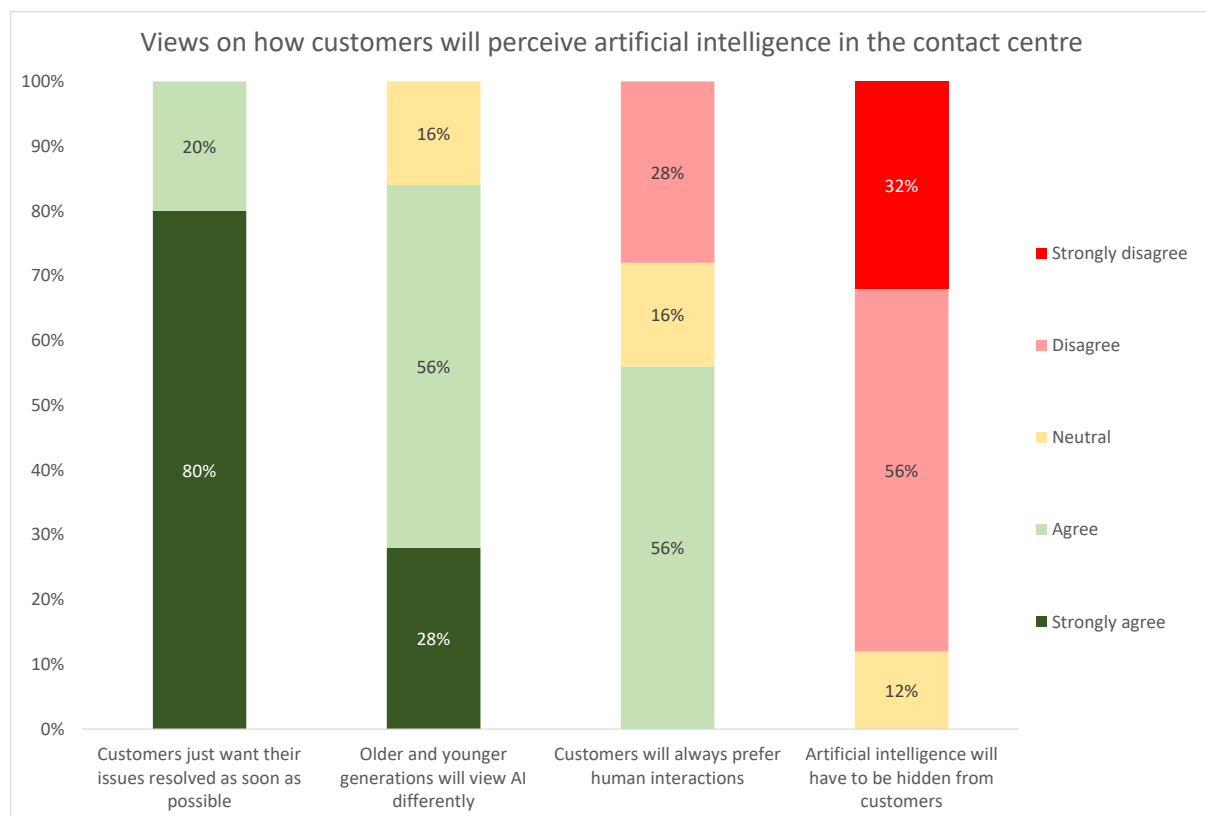 Views on how customers will perceive artificial intelligence in the contact centre
100%
90%
80%
70%
60%
50%
40%
30%
20%
10%
0%
20%
80%
16%
56%
28%
28%
16%
56%
32%
56%
12%
Customers just want their
issues resolved as soon as
possible
Older and younger
generations will view AI
differently
Customers will always prefer
human interactions
Artificial intelligence will
have to be hidden from
customers
Strongly disagree
Disagree
Neutral
Agree
Strongly agree